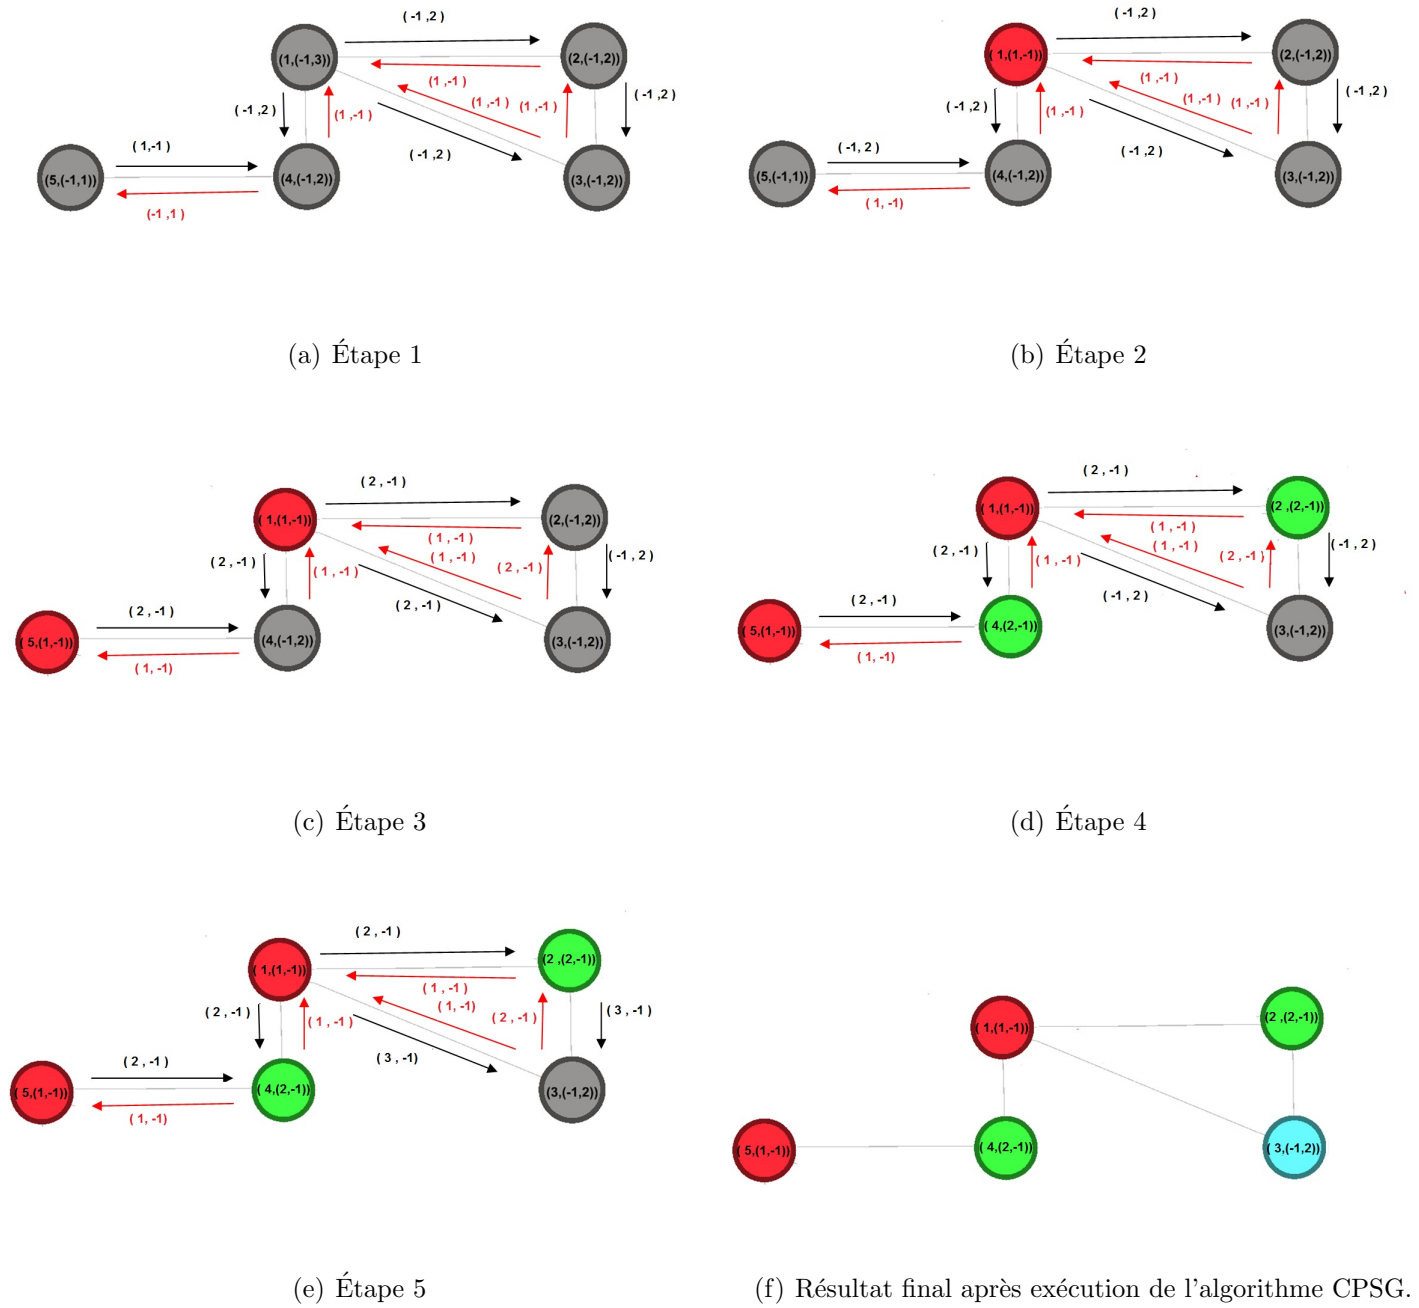 ( -1 ,2 )
(1,(-1,3))
(2,(-1,2))
(1 ,-1 )
( -1 ,2 )
(1 ,-1 )
(1 ,-1 )
( -1 ,2 )
(1 ,-1 )
( 1,-1 )
( -1 ,2 )
(5,(-1,1))
(4,(-1,2))
(3,(-1,2))
(-1 ,1 )
(a) Étape 1
( -1 ,2 )
( 1,(1,-1))
(2,(-1,2))
(1 ,-1 )
( -1 ,2 )
(1 ,-1 )
(1 ,-1 )
( -1 ,2 )
(1 ,-1 )
( -1, 2 )
( -1 ,2 )
(5,(-1,1))
(4,(-1,2))
(3,(-1,2))
( 1, -1)
(b) Étape 2
( 2 , -1 )
( 1,(1,-1))
(2,(-1,2))
(1 , -1 )
(1 , -1 )
( 2 , -1 )
( 1 , -1 )
( 2 , -1 )
( -1 ,2 )
( 2 , -1 )
( 2 , -1 )
( 5,(1,-1))
(4,(-1,2))
(3,(-1,2))
( 1 , -1)
(c) Étape 3
( 2 , -1 )
( 1,(1,-1))
(2 ,(2,-1))
(1 , -1 )
(1 , -1 )
( 2 , -1 )
( 1 , -1 )
( 2 , -1 )
( -1 , 2 )
( 2 , -1 )
( -1 , 2 )
( 5,(1,-1))
( 4,(2,-1))
(3,(-1,2))
( 1, -1)
(d) Étape 4
( 2 , -1 )
( 1,(1,-1))
(2 ,(2,-1))
(1 , -1 )
(1 , -1 )
( 2 , -1 )
( 1 , -1 )
( 2 , -1 )
( 3 , -1 )
( 2 , -1 )
( 3 , -1)
( 5,(1,-1))
( 4,(2,-1))
(3,(-1,2))
( 1, -1)
(e) Étape 5
( 1,(1,-1))
(2 ,(2,-1))
( 5,(1,-1))
( 4,(2,-1))
( 3,(-1,2))
(f) Résultat final après exécution de l'algorithme CPSG.